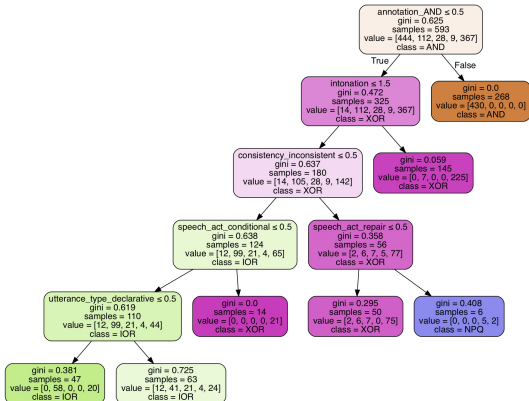 annotation_AND ≤ 0.5
gini = 0.625
samples = 593
value = [444, 112, 28, 9, 367]
class = AND
True
False
intonation ≤ 1.5
gini = 0.472
samples = 325
value = [14, 112, 28, 9, 367]
class = XOR
gini = 0.0
samples = 268
value = [430, 0, 0, 0, 0]
class = AND
consistency_inconsistent ≤ 0.5
gini = 0.637
samples = 180
value = [14, 105, 28, 9, 142]
class = XOR
gini = 0.059
samples = 145
value = [0, 7, 0, 0, 225]
class = XOR
speech_act_conditional ≤ 0.5
gini = 0.638
samples = 124
value = [12, 99, 21, 4, 65]
class = IOR
speech_act_repair ≤ 0.5
gini = 0.358
samples = 56
value = [2, 6, 7, 5, 77]
class = XOR
utterance_type_declarative ≤ 0.5
gini = 0.619
samples = 110
value = [12, 99, 21, 4, 44]
class = IOR
gini = 0.0
samples = 14
value = [0, 0, 0, 0, 21]
class = XOR
gini = 0.295
samples = 50
value = [2, 6, 7, 0, 75]
class = XOR
gini = 0.408
samples = 6
value = [0, 0, 0, 5, 2]
class = NPQ
gini = 0.381
samples = 47
value = [0, 58, 0, 0, 20]
class = IOR
gini = 0.725
samples = 63
value = [12, 41, 21, 4, 24]
class = IOR